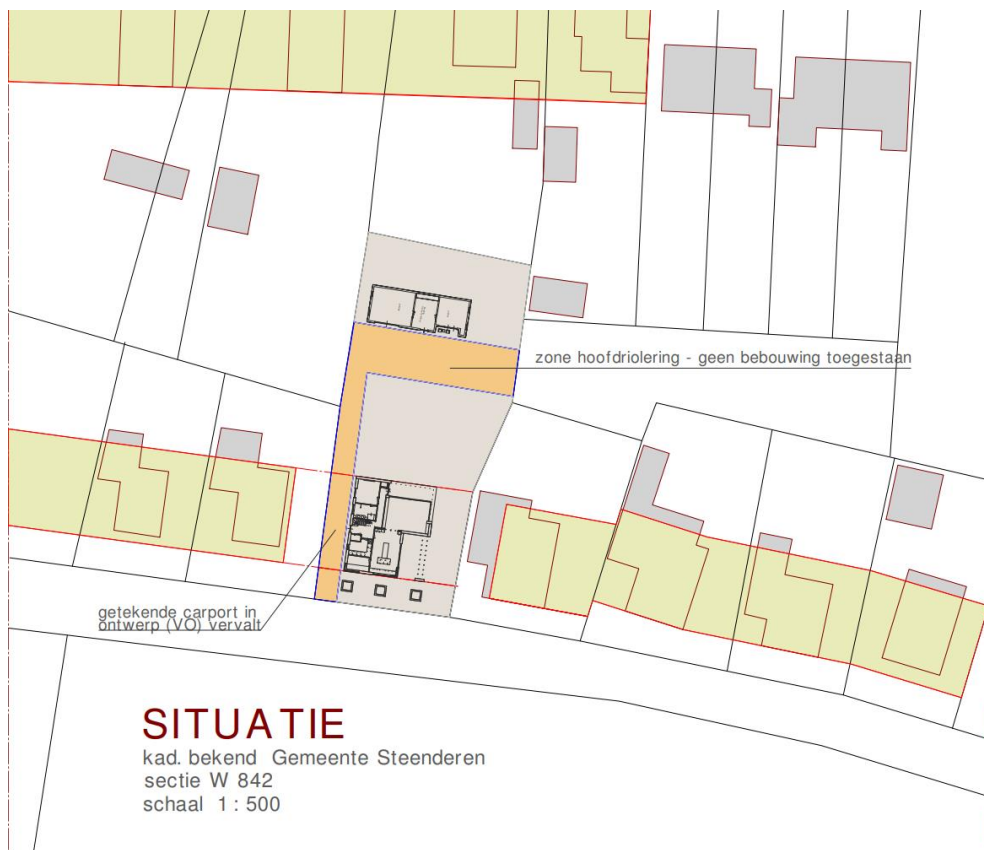 zone hoofdriolering - geen bebouwing toegestaan
getekende carport in
ontwerp (VO) vervalt
SITUATIE
kad. bekend Gemeente Steenderen
sectie W 842
schaal 1 : 500